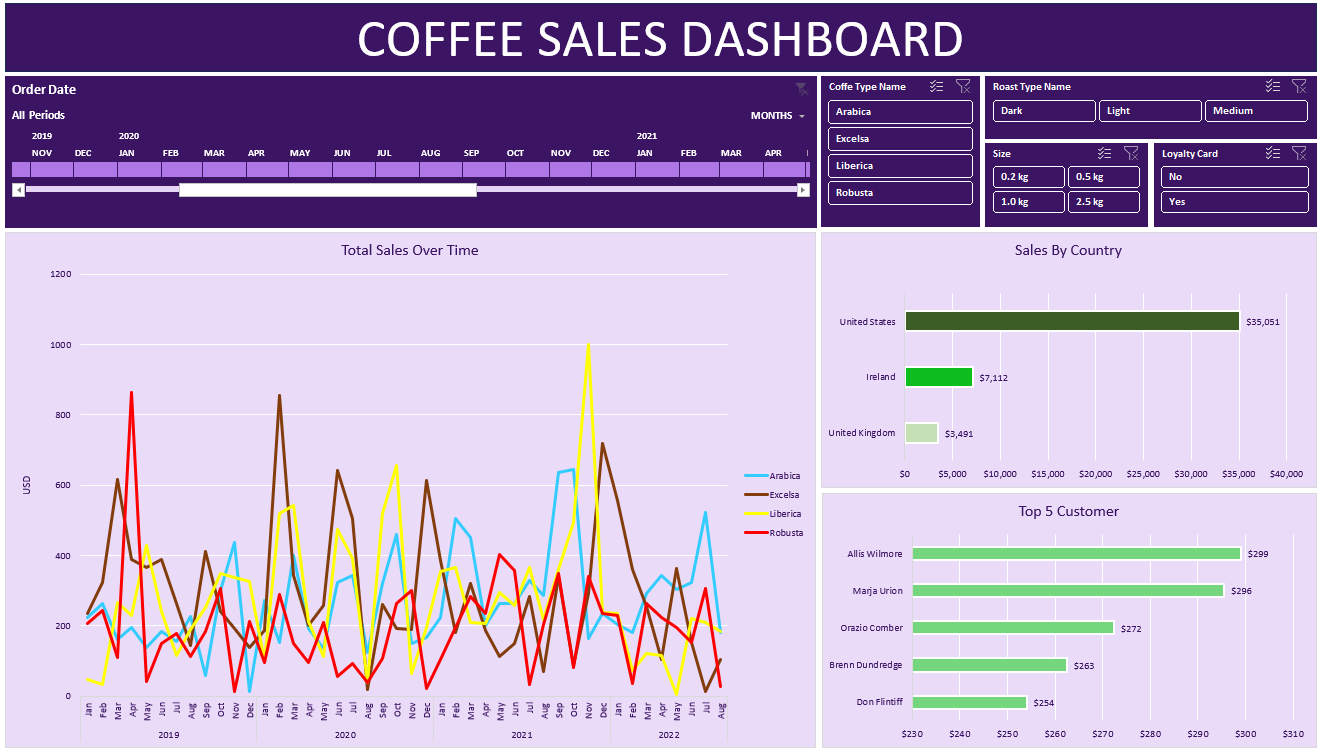 COFFEE SALES DASHBOARD
Order Date
All Periods
MONTHS
2019 2020 2021
NOV DEC JAN FEB MAR APR MAY JUN JUL AUG SEP OCT NOV DEC JAN FEB MAR APR
Coffe Type Name
Arabica
Excelsa
Liberica
Robusta
Roast Type Name
Dark Light Medium
Size
0.2 kg 0.5 kg
1.0 kg 2.5 kg
Loyalty Card
No
Yes
Total Sales Over Time
1200
1000
800
600
400
200
0
USD
Jan Feb Mar Apr May Jun Jul Aug Sep Oct Nov Dec Jan Feb Mar Apr May Jun Jul Aug Sep Oct Nov Dec Jan Feb Mar Apr May Jun Jul Aug Sep Oct Nov Dec Jan Feb Mar Apr May Jun Jul Aug
2019 2020 2021 2022
Arabica
Excelsa
Liberica
Robusta
Sales By Country
United States $35,051
Ireland $7,112
United Kingdom $3,491
$0 $5,000 $10,000 $15,000 $20,000 $25,000 $30,000 $35,000 $40,000
Top 5 Customer
Allis Wilmore $299
Marja Urion $296
Orazio Comber $272
Brenn Dundredge $263
Don Flintiff $254
$230 $240 $250 $260 $270 $280 $290 $300 $310